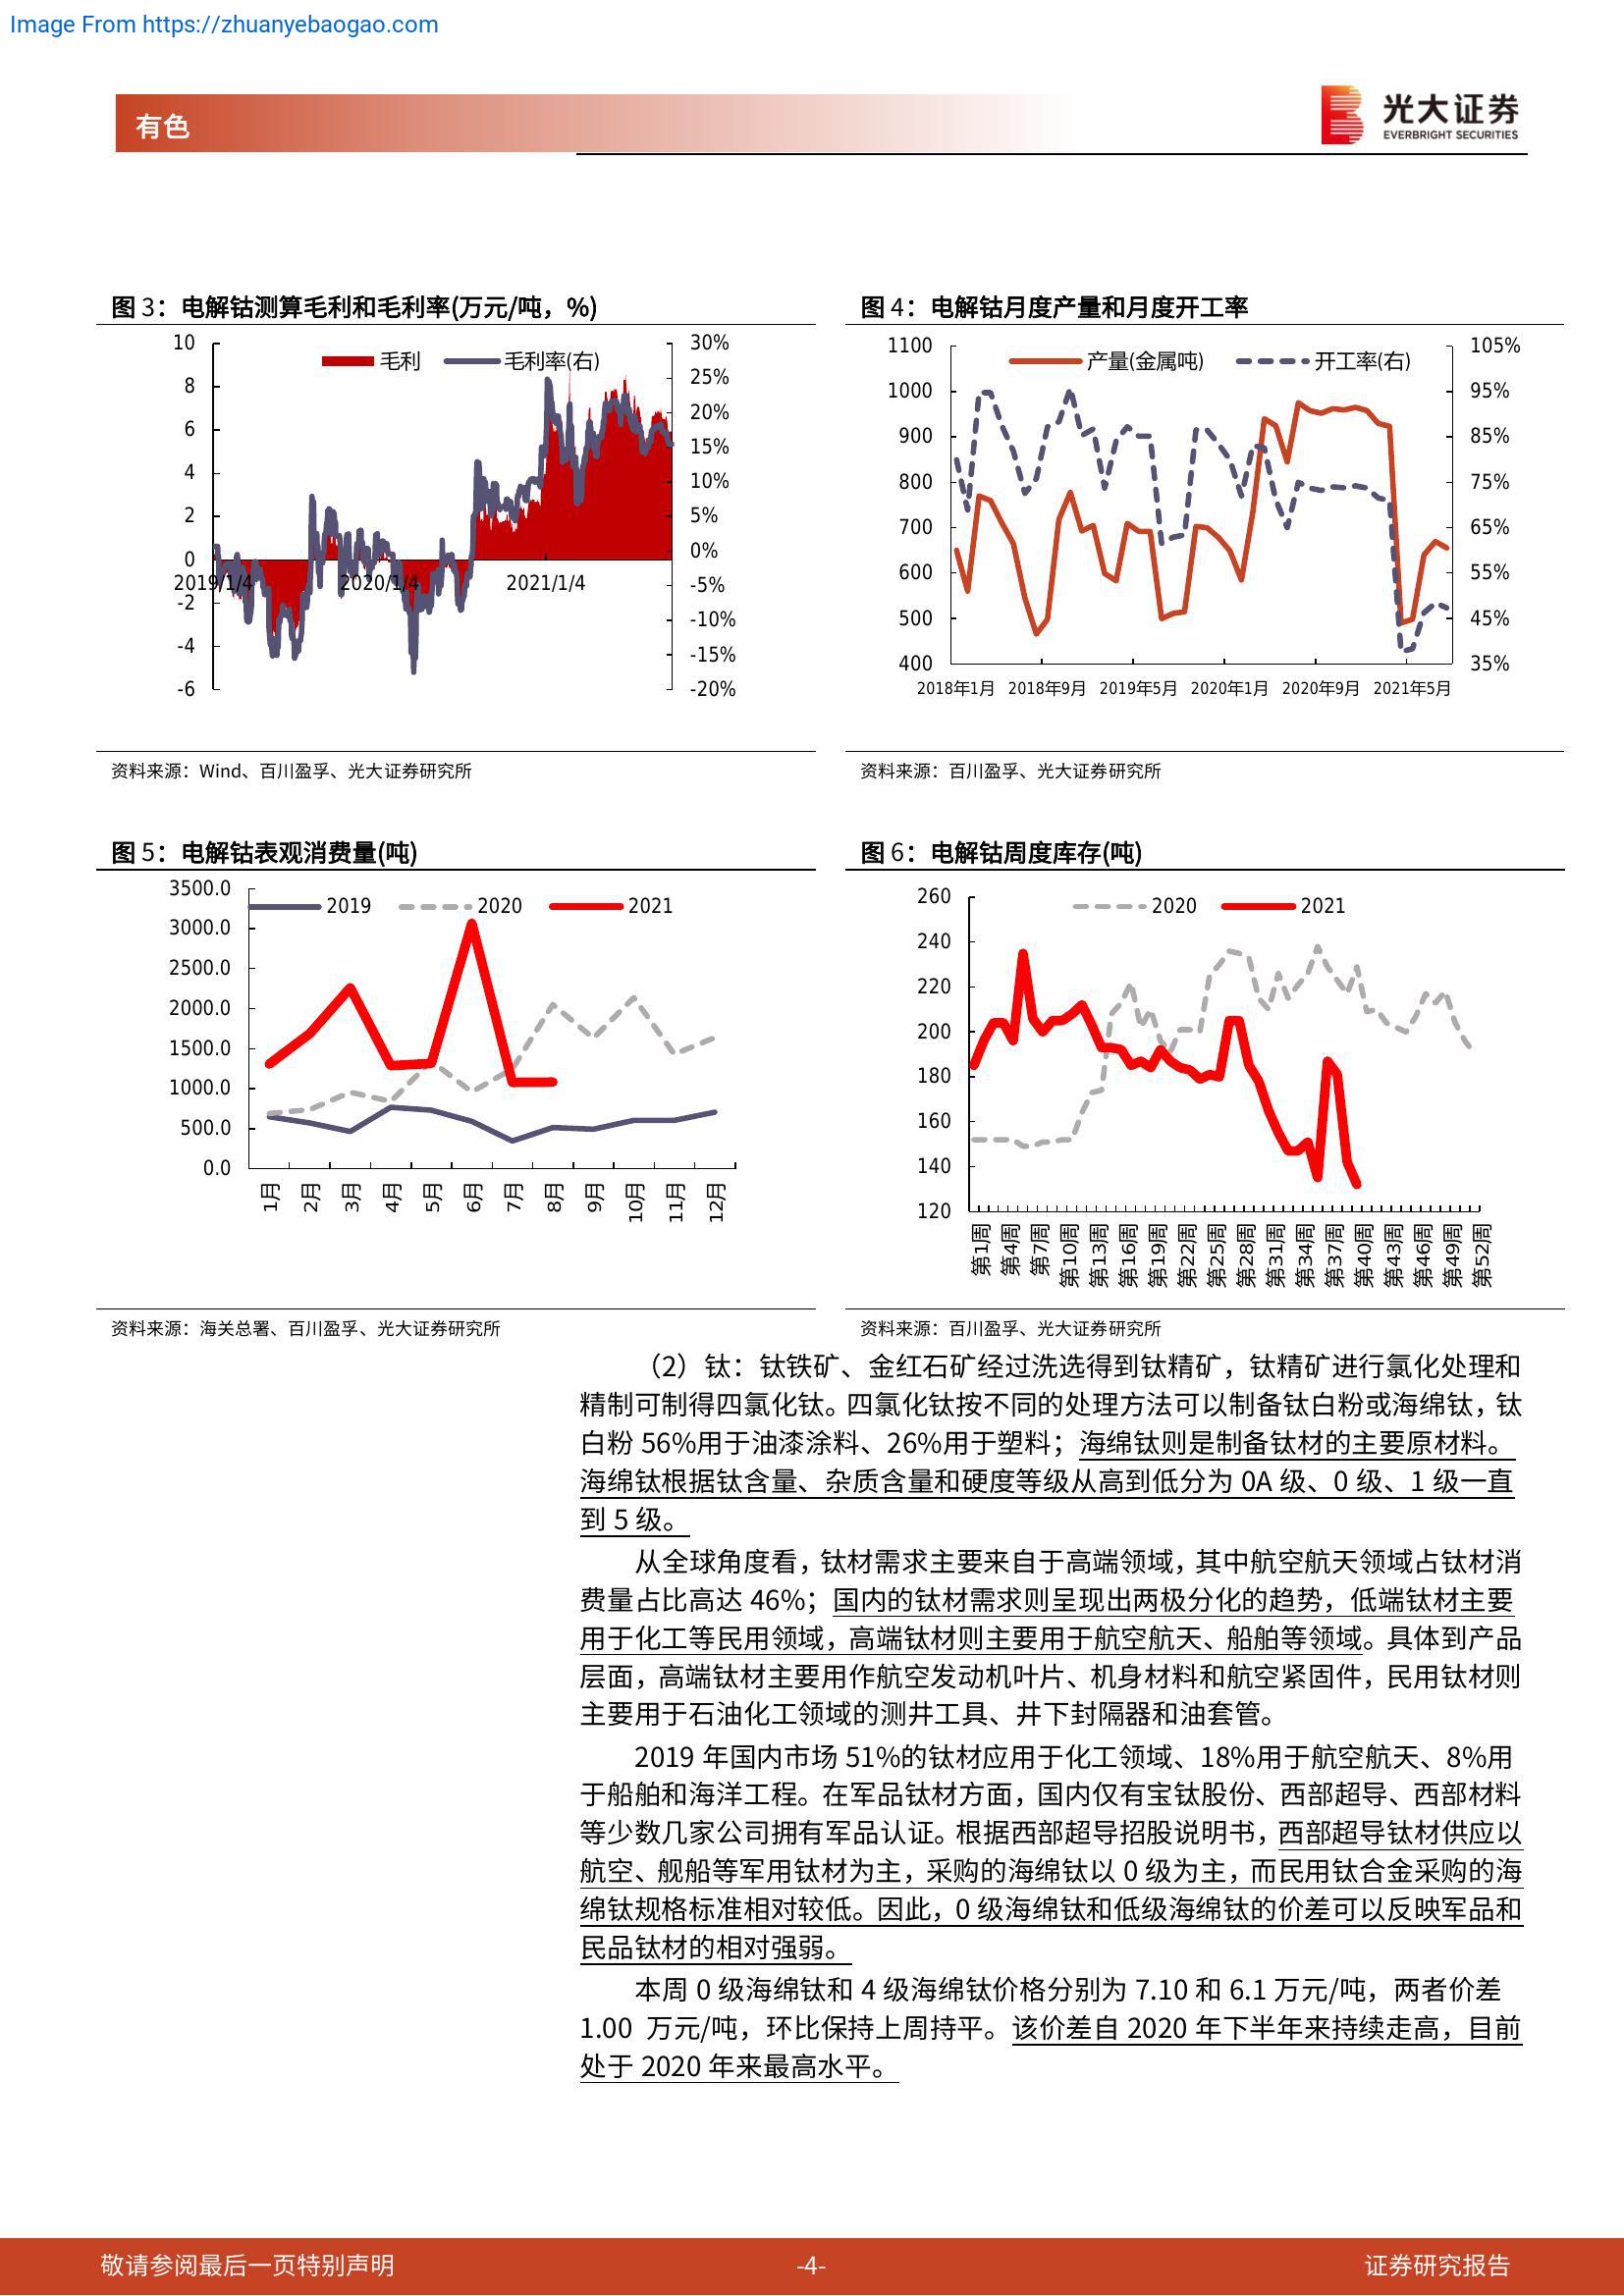 Image From https://zhuanyebaogao.com
有色
光大证券
EVERBRIGHT SECURITIES
图 3：电解钴测算毛利和毛利率(万元/吨，%)
毛利 毛利率(右)
10
8
6
4
2
0
-2
-4
-6
30%
25%
20%
15%
10%
5%
0%
-5%
-10%
-15%
-20%
2019/1/4 2020/1/4 2021/1/4
资料来源：Wind、百川盈孚、光大证券研究所
图 4：电解钴月度产量和月度开工率
产量(金属吨) 开工率(右)
1100
1000
900
800
700
600
500
400
105%
95%
85%
75%
65%
55%
45%
35%
2018年1月 2018年9月 2019年5月 2020年1月 2020年9月 2021年5月
资料来源：百川盈孚、光大证券研究所
图 5：电解钴表观消费量(吨)
2019 2020 2021
3500.0
3000.0
2500.0
2000.0
1500.0
1000.0
500.0
0.0
1月 2月 3月 4月 5月 6月 7月 8月 9月 10月 11月 12月
资料来源：海关总署、百川盈孚、光大证券研究所
图 6：电解钴周度库存(吨)
2020 2021
260
240
220
200
180
160
140
120
第1周 第4周 第7周 第10周 第13周 第16周 第19周 第22周 第25周 第28周 第31周 第34周 第37周 第40周 第43周 第46周 第49周 第52周
资料来源：百川盈孚、光大证券研究所
（2）钛：钛铁矿、金红石矿经过洗选得到钛精矿，钛精矿进行氯化处理和
精制可制得四氯化钛。四氯化钛按不同的处理方法可以制备钛白粉或海绵钛，钛
白粉 56%用于油漆涂料、26%用于塑料；海绵钛则是制备钛材的主要原材料。
海绵钛根据钛含量、杂质含量和硬度等级从高到低分为 0A 级、0 级、1 级一直
到 5 级。
从全球角度看，钛材需求主要来自于高端领域，其中航空航天领域占钛材消
费量占比高达 46%；国内的钛材需求则呈现出两极分化的趋势，低端钛材主要
用于化工等民用领域，高端钛材则主要用于航空航天、船舶等领域。具体到产品
层面，高端钛材主要用作航空发动机叶片、机身材料和航空紧固件，民用钛材则
主要用于石油化工领域的测井工具、井下封隔器和油套管。
2019 年国内市场 51%的钛材应用于化工领域、18%用于航空航天、8%用
于船舶和海洋工程。在军品钛材方面，国内仅有宝钛股份、西部超导、西部材料
等少数几家公司拥有军品认证。根据西部超导招股说明书，西部超导钛材供应以
航空、舰船等军用钛材为主，采购的海绵钛以 0 级为主，而民用钛合金采购的海
绵钛规格标准相对较低。因此，0 级海绵钛和低级海绵钛的价差可以反映军品和
民品钛材的相对强弱。
本周 0 级海绵钛和 4 级海绵钛价格分别为 7.10 和 6.1 万元/吨，两者价差
1.00 万元/吨，环比保持上周持平。该价差自 2020 年下半年来持续走高，目前
处于 2020 年来最高水平。
敬请参阅最后一页特别声明
-4-
证券研究报告